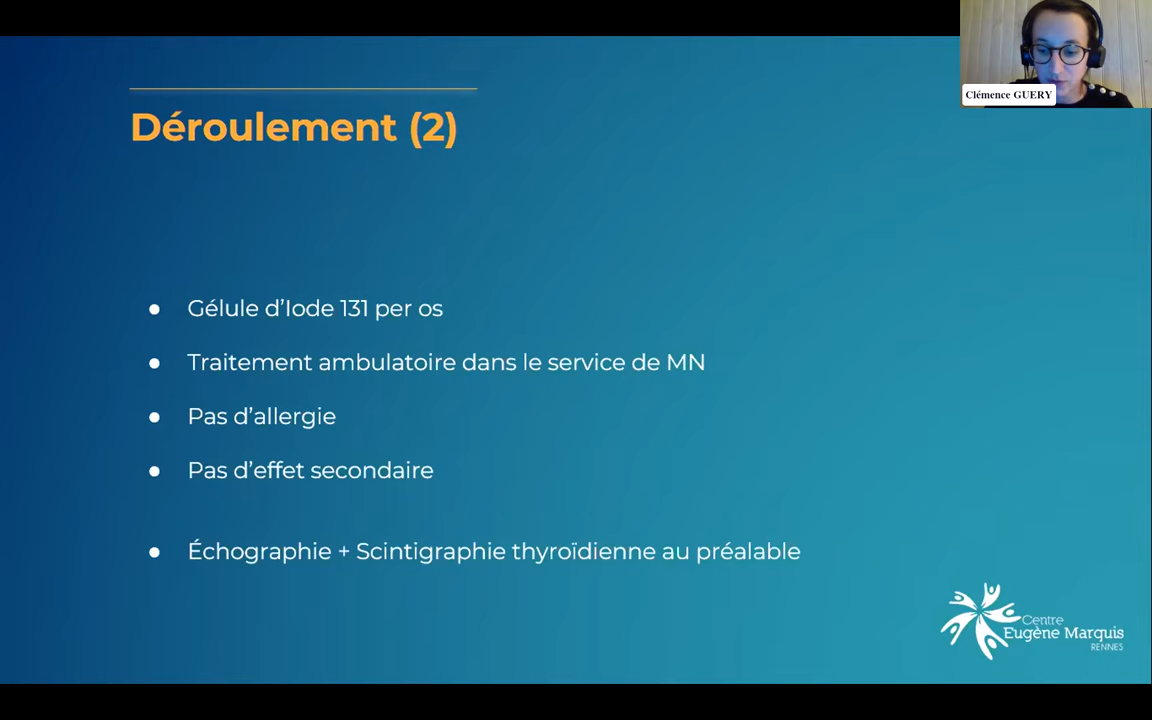 Clémence GUERY
Déroulement (2)
● Gélule d’Iode 131 per os
● Traitement ambulatoire dans le service de MN
● Pas d’allergie
● Pas d’effet secondaire
● Échographie + Scintigraphie thyroïdienne au préalable
Centre
Eugène Marquis
RENNES